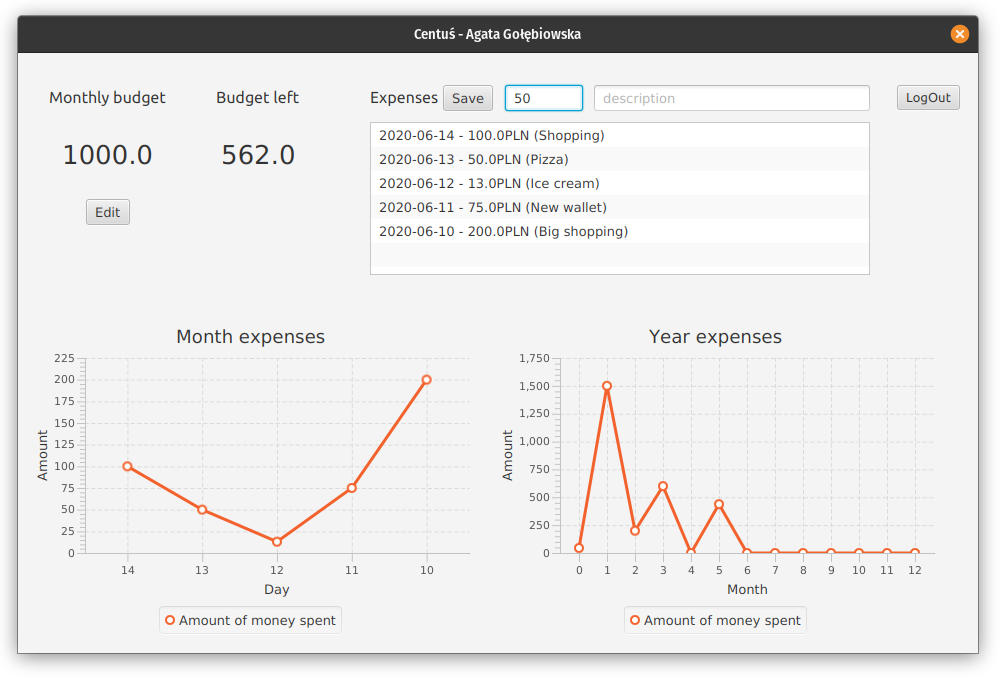 Centuś - Agata Gołębiowska
Monthly budget
Budget left
Expenses
Save
50
description
LogOut
1000.0
562.0
Edit
2020-06-14 - 100.0PLN (Shopping)
2020-06-13 - 50.0PLN (Pizza)
2020-06-12 - 13.0PLN (Ice cream)
2020-06-11 - 75.0PLN (New wallet)
2020-06-10 - 200.0PLN (Big shopping)
Month expenses
225
200
175
150
125
100
75
50
25
0
Amount
14 13 12 11 10
Day
Amount of money spent
Year expenses
1,750
1,500
1,250
1,000
750
500
250
0
Amount
0 1 2 3 4 5 6 7 8 9 10 11 12
Month
Amount of money spent